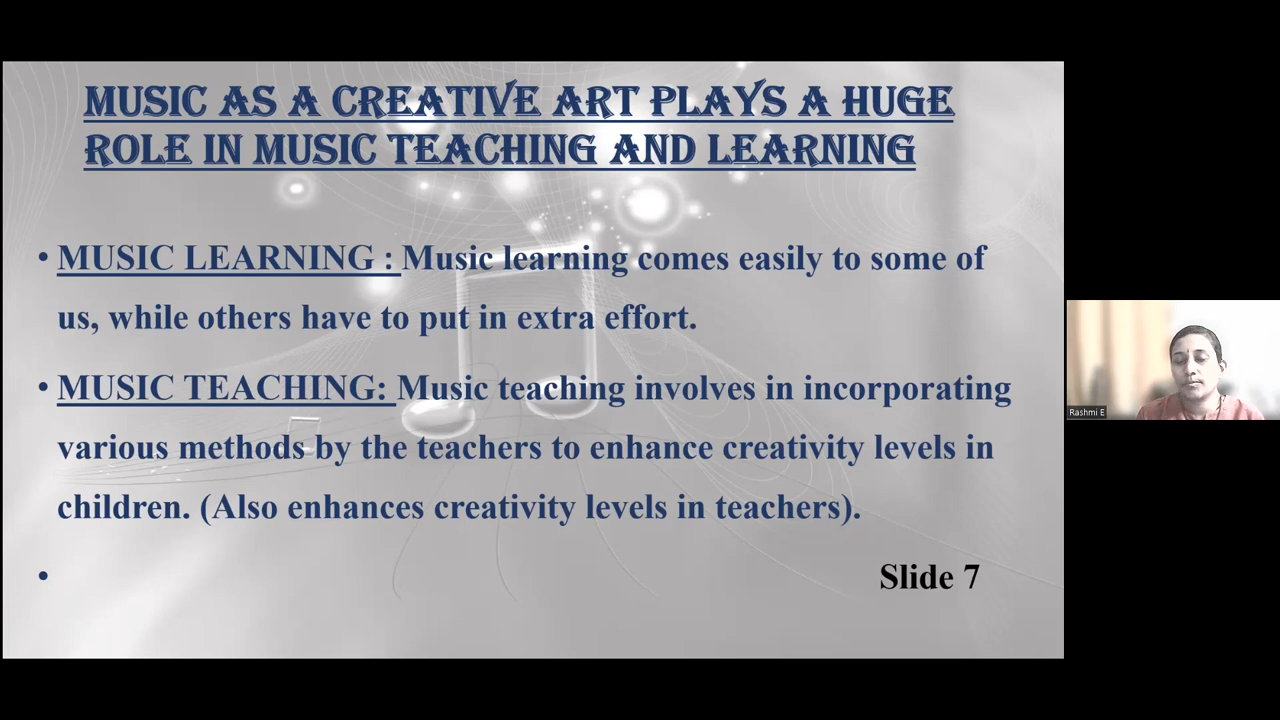 MUSIC AS A CREATIVE ART PLAYS A HUGE
ROLE IN MUSIC TEACHING AND LEARNING
• MUSIC LEARNING : Music learning comes easily to some of
us, while others have to put in extra effort.
• MUSIC TEACHING: Music teaching involves in incorporating
various methods by the teachers to enhance creativity levels in
children. (Also enhances creativity levels in teachers).
• Slide 7
Rashmi E